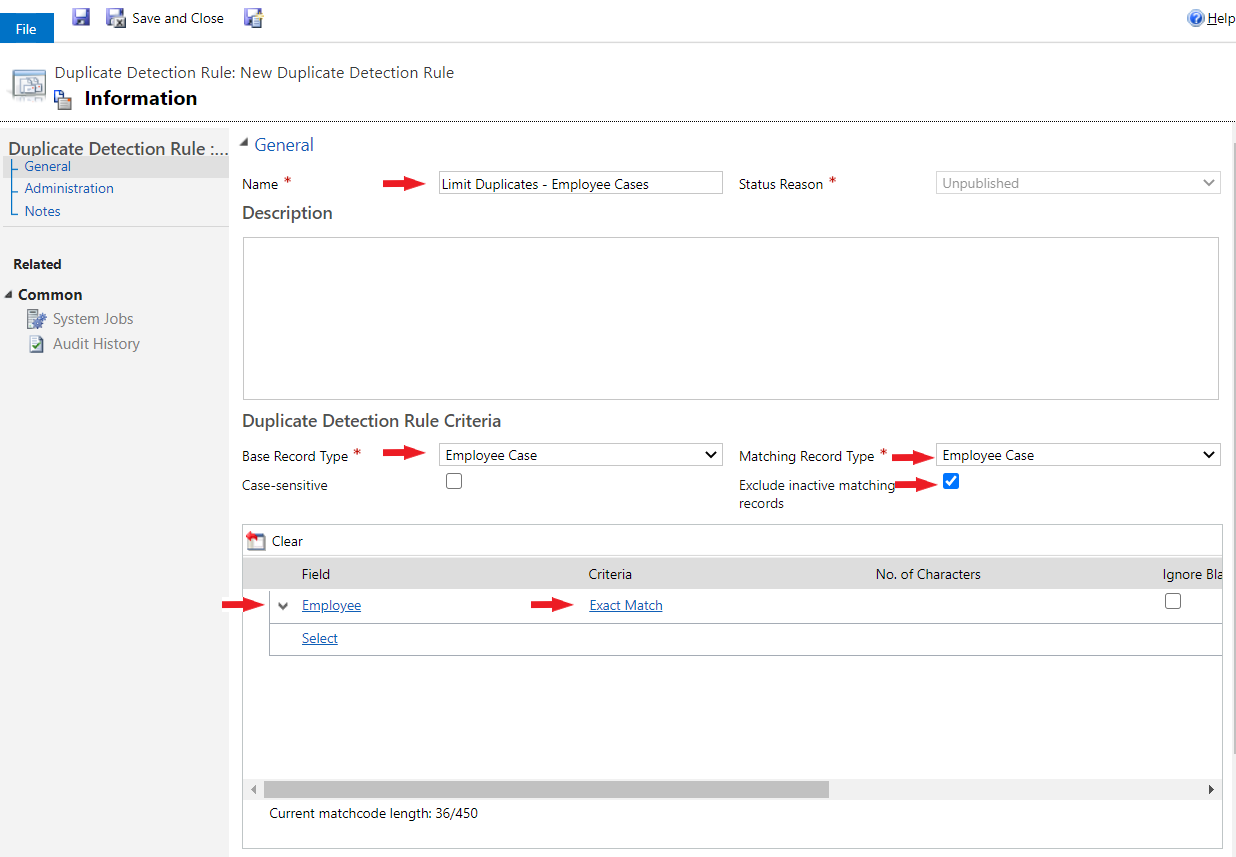 File
Save and Close
Help
Duplicate Detection Rule: New Duplicate Detection Rule
Information
Duplicate Detection Rule :...
General
Administration
Notes
Related
Common
System Jobs
Audit History
General
Name * Limit Duplicates - Employee Cases Status Reason * Unpublished
Description
Duplicate Detection Rule Criteria
Base Record Type * Employee Case Matching Record Type * Employee Case
Case-sensitive Exclude inactive matching
records
Clear
Field Criteria No. of Characters Ignore Bla
Employee Exact Match
Select
Current matchcode length: 36/450